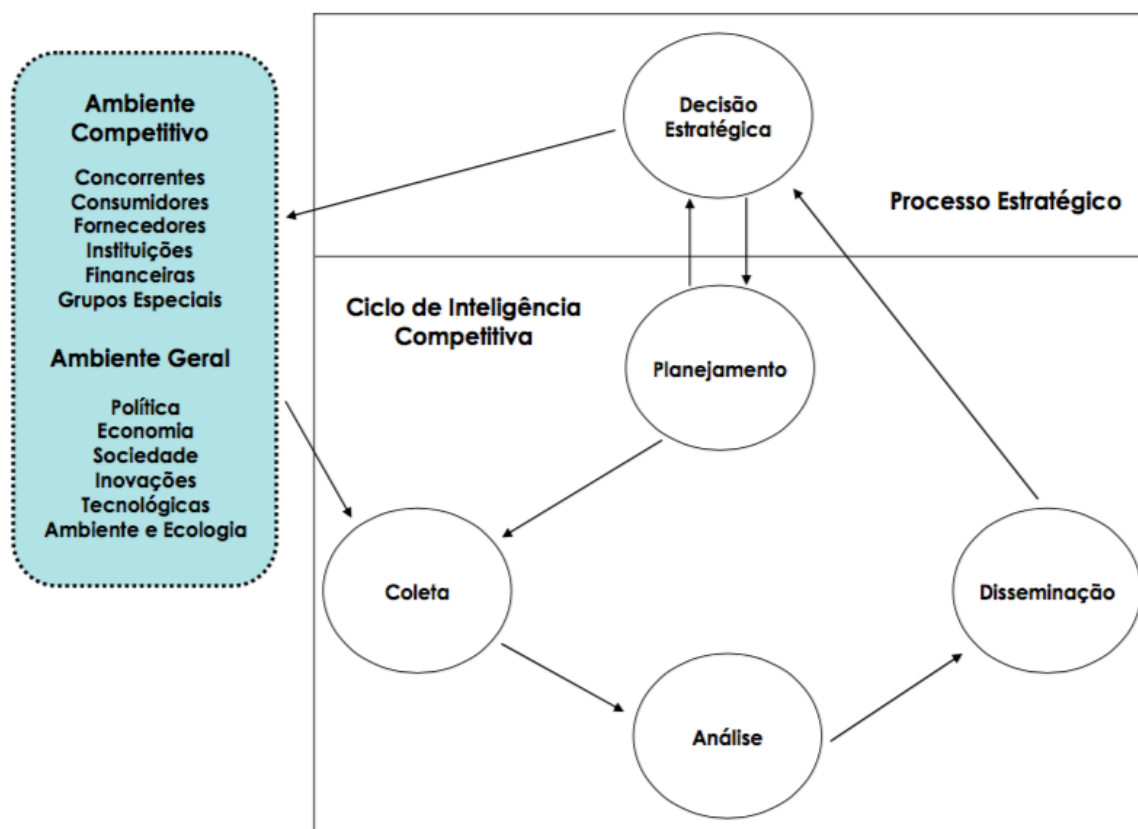 Ambiente
Competitivo
Concorrentes
Consumidores
Fornecedores
Instituições
Financeiras
Grupos Especiais
Ambiente Geral
Política
Economia
Sociedade
Inovações
Tecnológicas
Ambiente e Ecologia
Decisão
Estratégica
Processo Estratégico
Ciclo de Inteligência
Competitiva
Planejamento
Coleta
Disseminação
Análise